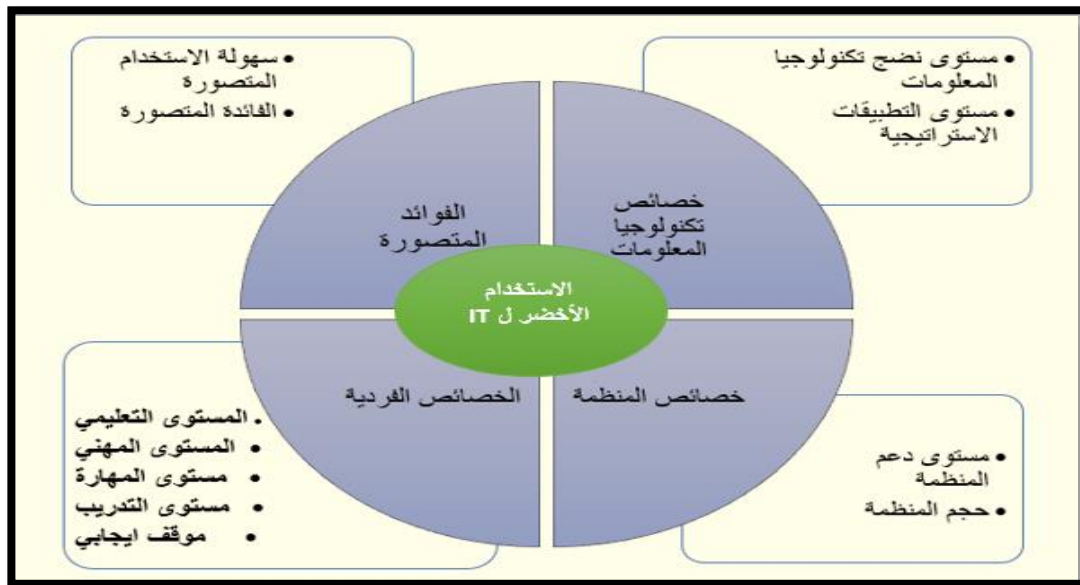 • مستوى نضج تكنولوجيا
المعلومات
• مستوى التطبيقات
الاستراتيجية
• سهولة الاستخدام
المتصورة
• الفائدة المتصورة
خصائص
تكنولوجيا
المعلومات
الفوائد
المتصورة
الاستخدام
الأخضر ل IT
خصائص المنظمة
الخصائص الفردية
• مستوى دعم
المنظمة
• حجم المنظمة
. المستوى التعليمي
• المستوى المهني
• مستوى المهارة
• مستوى التدريب
• موقف ايجابي